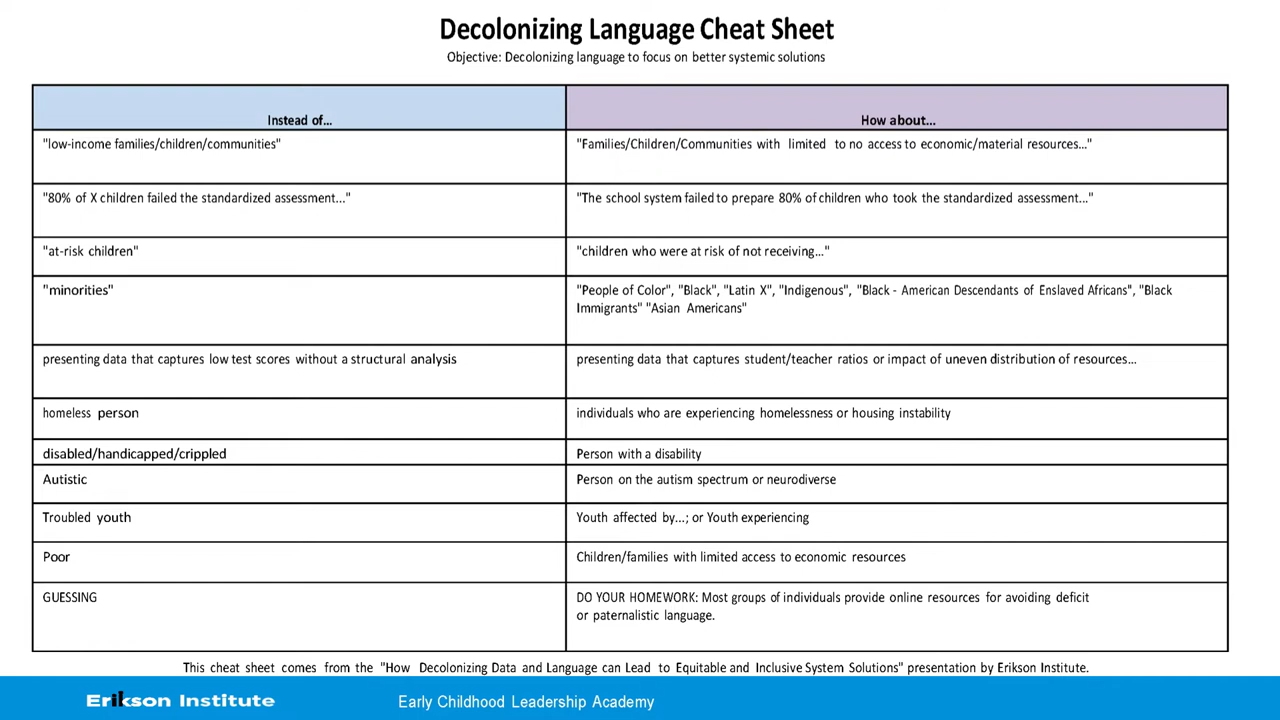 Decolonizing Language Cheat Sheet
Objective: Decolonizing language to focus on better systemic solutions
Instead of...
How about...
"low-income families/children/communities"
"Families/Children/Communities with limited to no access to economic/material resources..."
"80% of X children failed the standardized assessment..."
"The school system failed to prepare 80% of children who took the standardized assessment..."
"at-risk children"
"children who were at risk of not receiving..."
"minorities"
"People of Color", "Black", "Latin X", "Indigenous", "Black - American Descendants of Enslaved Africans", "Black
Immigrants" "Asian Americans"
presenting data that captures low test scores without a structural analysis
presenting data that captures student/teacher ratios or impact of uneven distribution of resources...
homeless person
individuals who are experiencing homelessness or housing instability
disabled/handicapped/crippled
Person with a disability
Autistic
Person on the autism spectrum or neurodiverse
Troubled youth
Youth affected by...; or Youth experiencing
Poor
Children/families with limited access to economic resources
GUESSING
DO YOUR HOMEWORK: Most groups of individuals provide online resources for avoiding deficit
or paternalistic language.
This cheat sheet comes from the "How Decolonizing Data and Language can Lead to Equitable and Inclusive System Solutions" presentation by Erikson Institute.
Erikson Institute
Early Childhood Leadership Academy